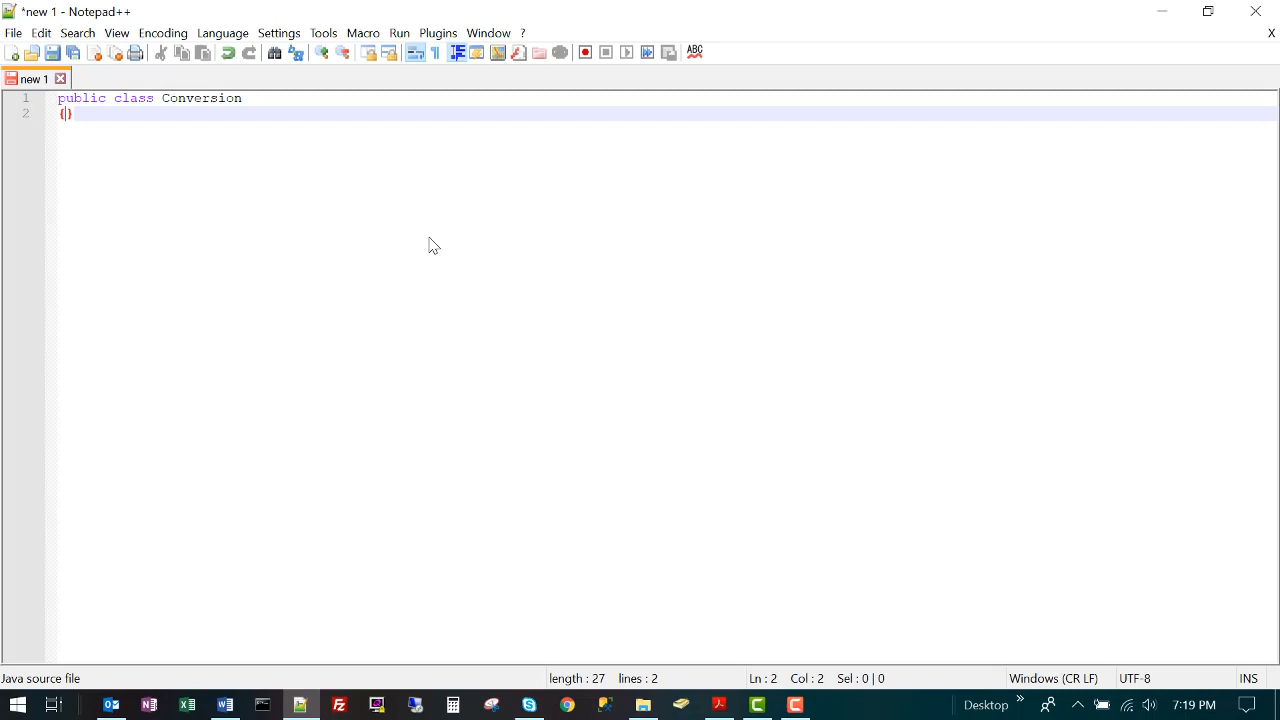 *new 1 - Notepad++
File Edit Search View Encoding Language Settings Tools Macro Run Plugins Window ? X
ABC
new 1
1 public class Conversion
2 {}
Java source file length : 27 lines : 2 Ln : 2 Col : 2 Sel : 0 | 0 Windows (CR LF) UTF-8 INS
Desktop » 7:19 PM